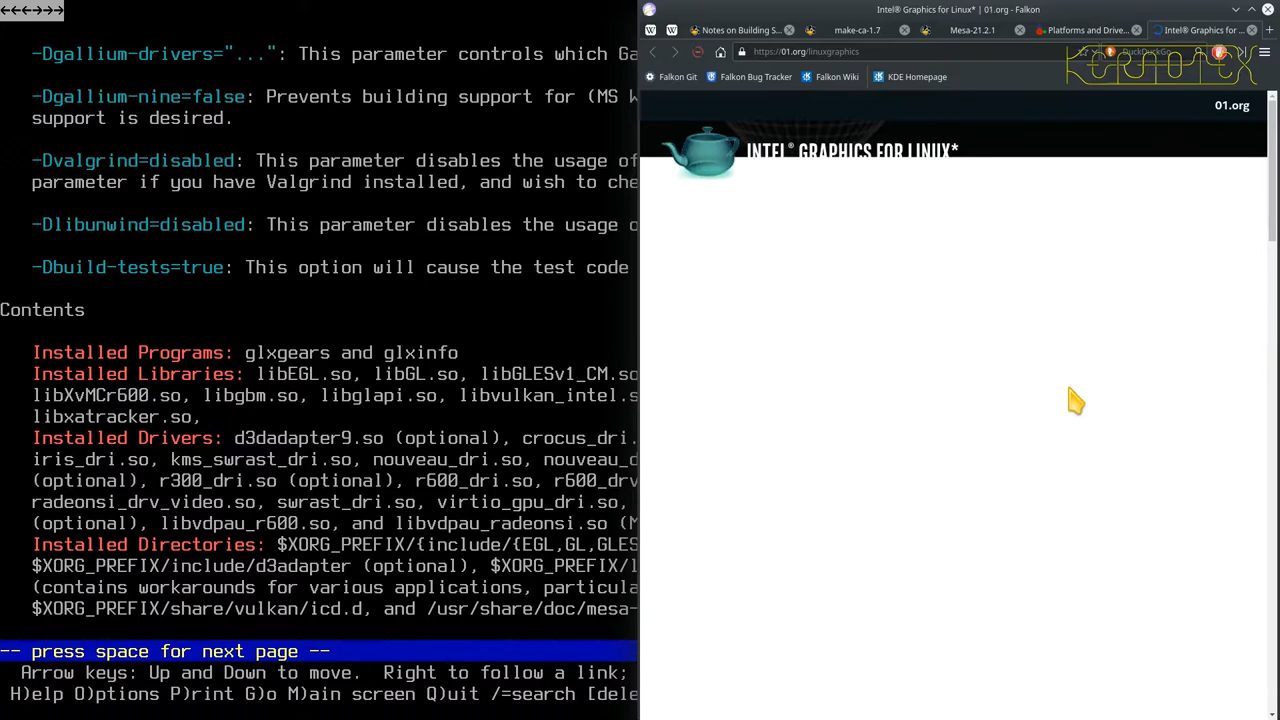 ←←←→→→
-Dgallium-drivers="...": This parameter controls which Ga
-Dgallium-nine=false: Prevents building support for (MS W
support is desired.
-Dvalgrind=disabled: This parameter disables the usage of
parameter if you have Valgrind installed, and wish to che
-Dlibunwind=disabled: This parameter disables the usage o
-Dbuild-tests=true: This option will cause the test code
Contents
Installed Programs: glxgears and glxinfo
Installed Libraries: libEGL.so, libGL.so, libGLESv1_CM.so
libXvMCr600.so, libgbm.so, libglapi.so, libvulkan_intel.s
libxatracker.so,
Installed Drivers: d3dadapter9.so (optional), crocus_dri.
iris_dri.so, kms_swrast_dri.so, nouveau_dri.so, nouveau_d
(optional), r300_dri.so (optional), r600_dri.so, r600_drv
radeonsi_drv_video.so, swrast_dri.so, virtio_gpu_dri.so,
(optional), libvdpau_r600.so, and libvdpau_radeonsi.so (M
Installed Directories: $XORG_PREFIX/{include/{EGL,GL,GLES
$XORG_PREFIX/include/d3dadapter (optional), $XORG_PREFIX/l
(contains workarounds for various applications, particula
$XORG_PREFIX/share/vulkan/icd.d, and /usr/share/doc/mesa-
-- press space for next page --
Arrow keys: Up and Down to move. Right to follow a link;
H)elp O)ptions P)rint G)o M)ain screen Q)uit /=search [dele
Intel® Graphics for Linux* | 01.org - Falkon
Notes on Building S... make-ca-1.7 Mesa-21.2.1 Platforms and Drive... Intel® Graphics for ...
https://01.org/linuxgraphics DuckDuckGo
Falkon Git Falkon Bug Tracker Falkon Wiki KDE Homepage
01.org
INTEL® GRAPHICS FOR LINUX*